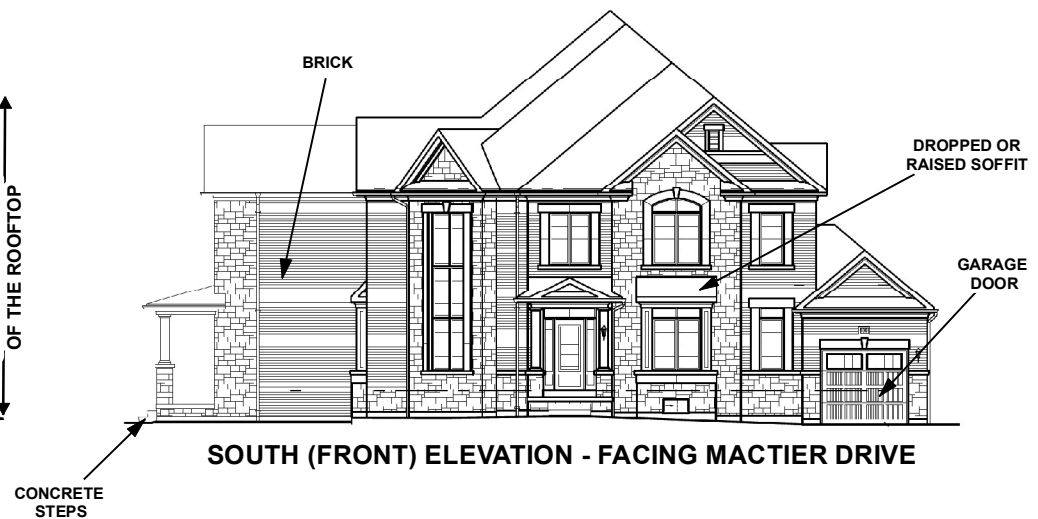 BRICK
DROPPED OR
RAISED SOFFIT
OF THE ROOFTOP
GARAGE
DOOR
SOUTH (FRONT) ELEVATION - FACING MACTIER DRIVE
CONCRETE
STEPS